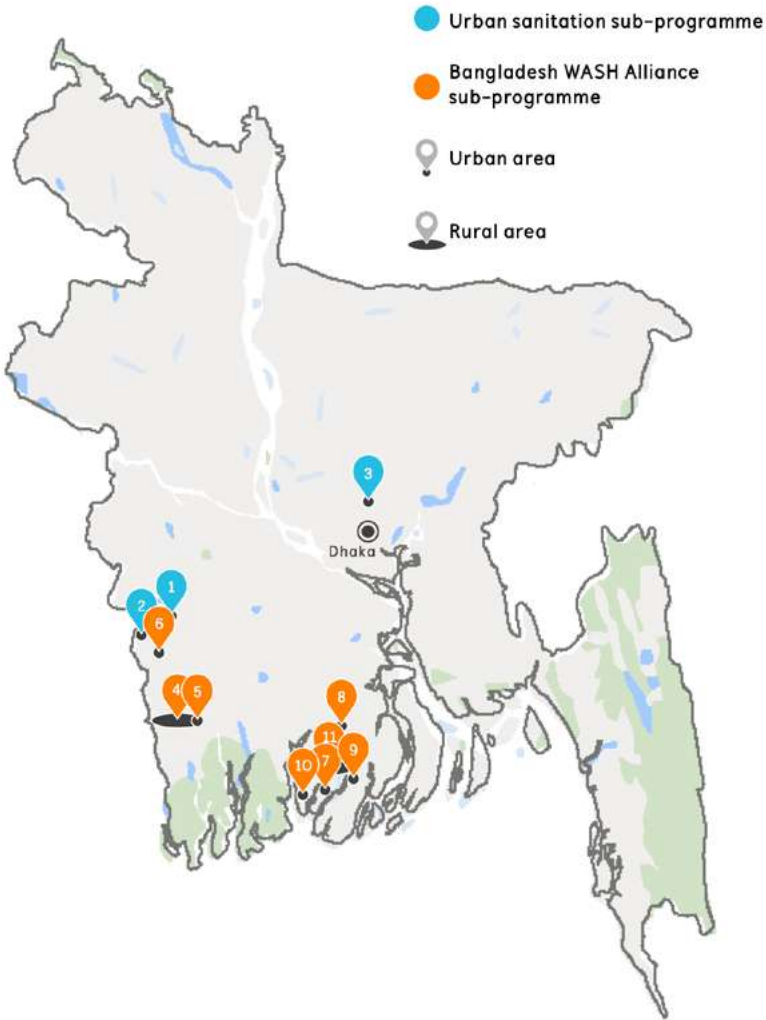 Urban sanitation sub-programme
Bangladesh WASH Alliance
sub-programme
Urban area
Rural area
3
Dhaka
1
2
6
4
5
8
11
9
10
7